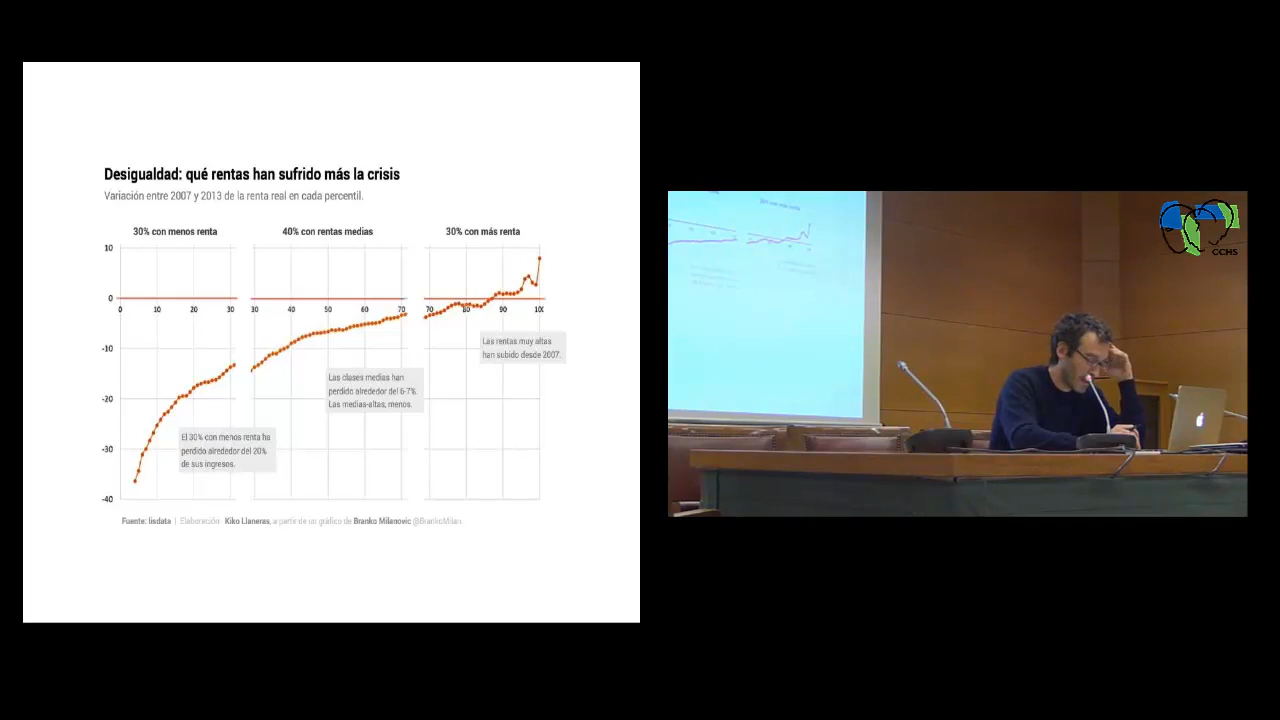 Desigualdad: qué rentas han sufrido más la crisis
Variación entre 2007 y 2013 de la renta real en cada percentil.
30% con menos renta
40% con rentas medias
30% con más renta
10
0
-10
-20
-30
-40
0 10 20 30
30 40 50 60 70
70 80 90 100
Las rentas muy altas
han subido desde 2007.
Las clases medias han
perdido alrededor del 6-7%.
Las medias-altas, menos.
El 30% con menos renta ha
perdido alrededor del 20%
de sus ingresos.
Fuente: lisdata | Elaboración: Kiko Llaneras, a partir de un gráfico de Branko Milanovic @BrankoMilan.
CCHS